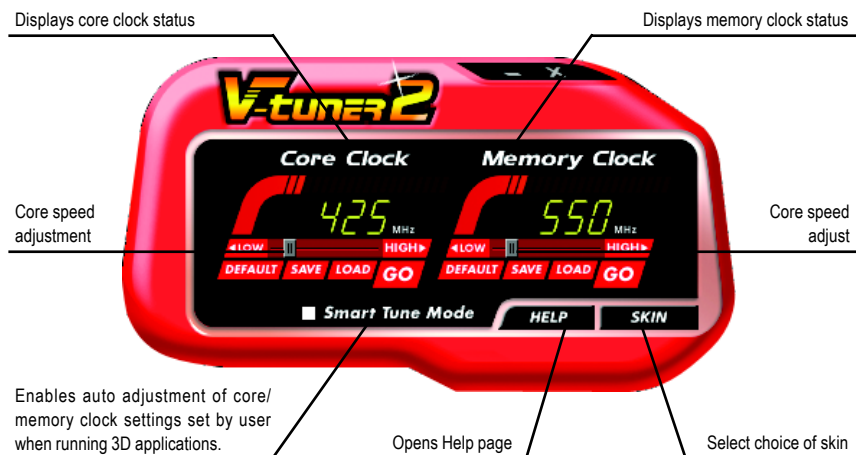 Displays core clock status
Displays memory clock status
V-TUNER 2
- X
Core Clock
Memory Clock
425 MHz
550 MHz
Core speed
adjustment
Core speed
adjust
◄LOW HIGH►
◄LOW HIGH►
DEFAULT SAVE LOAD GO
DEFAULT SAVE LOAD GO
Smart Tune Mode
HELP
SKIN
Enables auto adjustment of core/
memory clock settings set by user
when running 3D applications.
Opens Help page
Select choice of skin